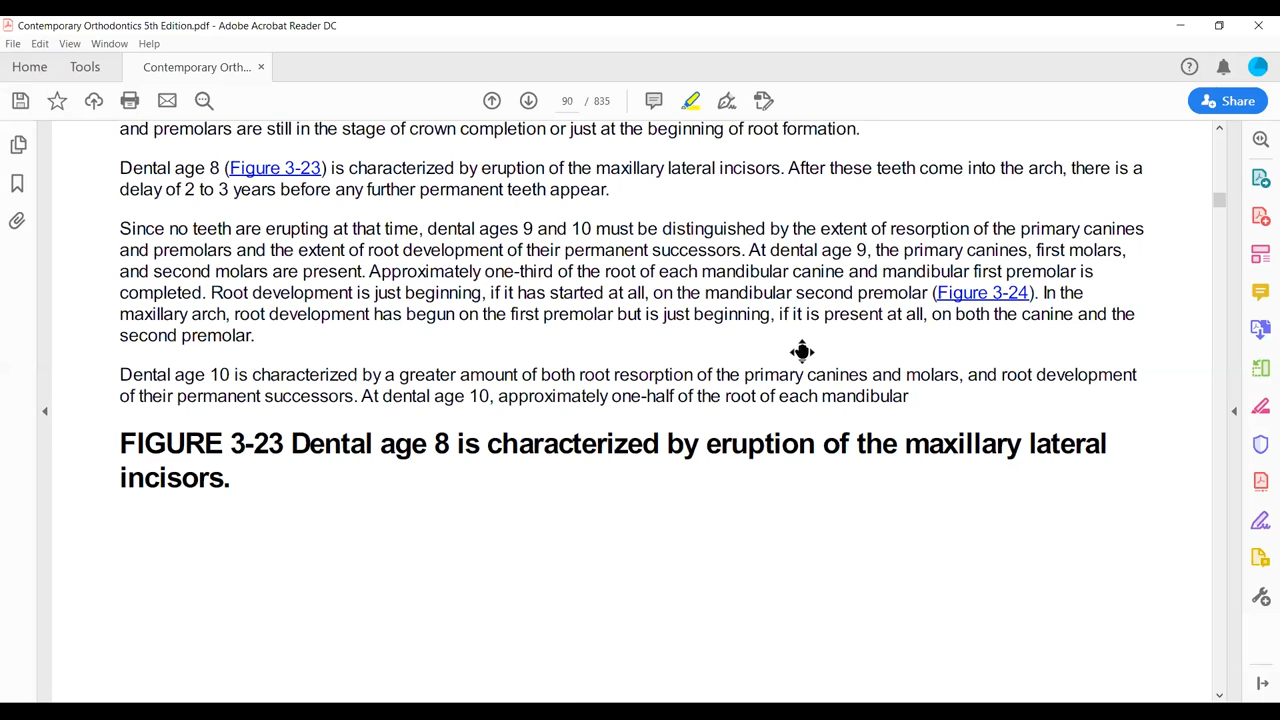 Contemporary Orthodontics 5th Edition.pdf - Adobe Acrobat Reader DC
File Edit View Window Help
Home Tools Contemporary Orth... ×
90 / 835 Share
and premolars are still in the stage of crown completion or just at the beginning of root formation.
Dental age 8 (Figure 3-23) is characterized by eruption of the maxillary lateral incisors. After these teeth come into the arch, there is a
delay of 2 to 3 years before any further permanent teeth appear.
Since no teeth are erupting at that time, dental ages 9 and 10 must be distinguished by the extent of resorption of the primary canines
and premolars and the extent of root development of their permanent successors. At dental age 9, the primary canines, first molars,
and second molars are present. Approximately one-third of the root of each mandibular canine and mandibular first premolar is
completed. Root development is just beginning, if it has started at all, on the mandibular second premolar (Figure 3-24). In the
maxillary arch, root development has begun on the first premolar but is just beginning, if it is present at all, on both the canine and the
second premolar.
Dental age 10 is characterized by a greater amount of both root resorption of the primary canines and molars, and root development
of their permanent successors. At dental age 10, approximately one-half of the root of each mandibular
FIGURE 3-23 Dental age 8 is characterized by eruption of the maxillary lateral
incisors.